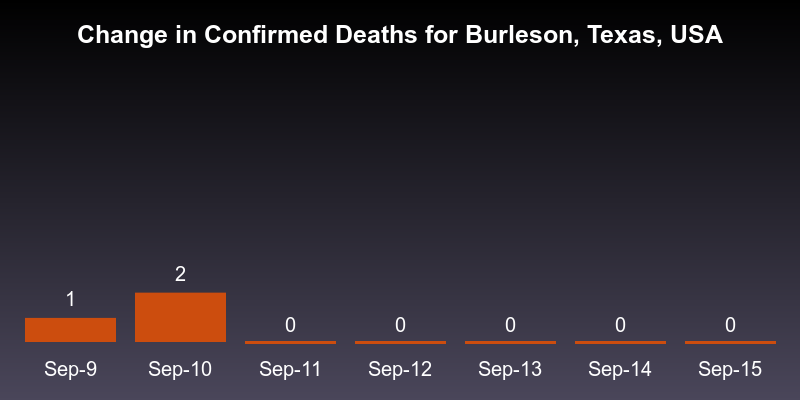 Change in Confirmed Deaths for Burleson, Texas, USA
1
2
0
0
0
0
0
Sep-9
Sep-10
Sep-11
Sep-12
Sep-13
Sep-14
Sep-15